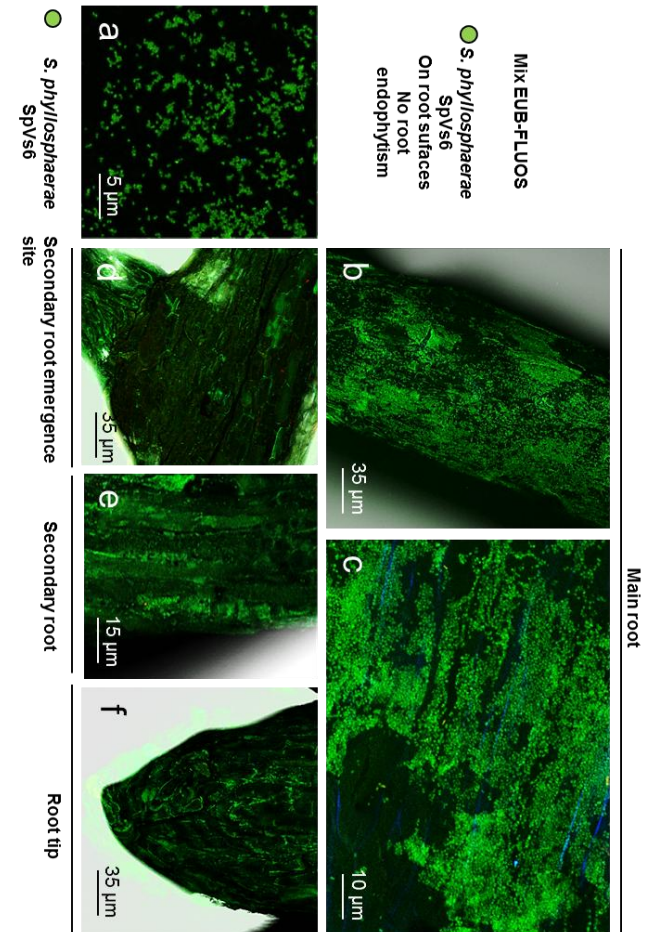 Mix EUB-FLUOS
S. phyllosphaerae
SpVs6
On root sufaces
No root
endophytism
Main root
b
35 μm
c
10 μm
a
5 μm
d
35 μm
e
15 μm
f
35 μm
S. phyllosphaerae
SpVs6
Secondary root emergence
site
Secondary root
Root tip